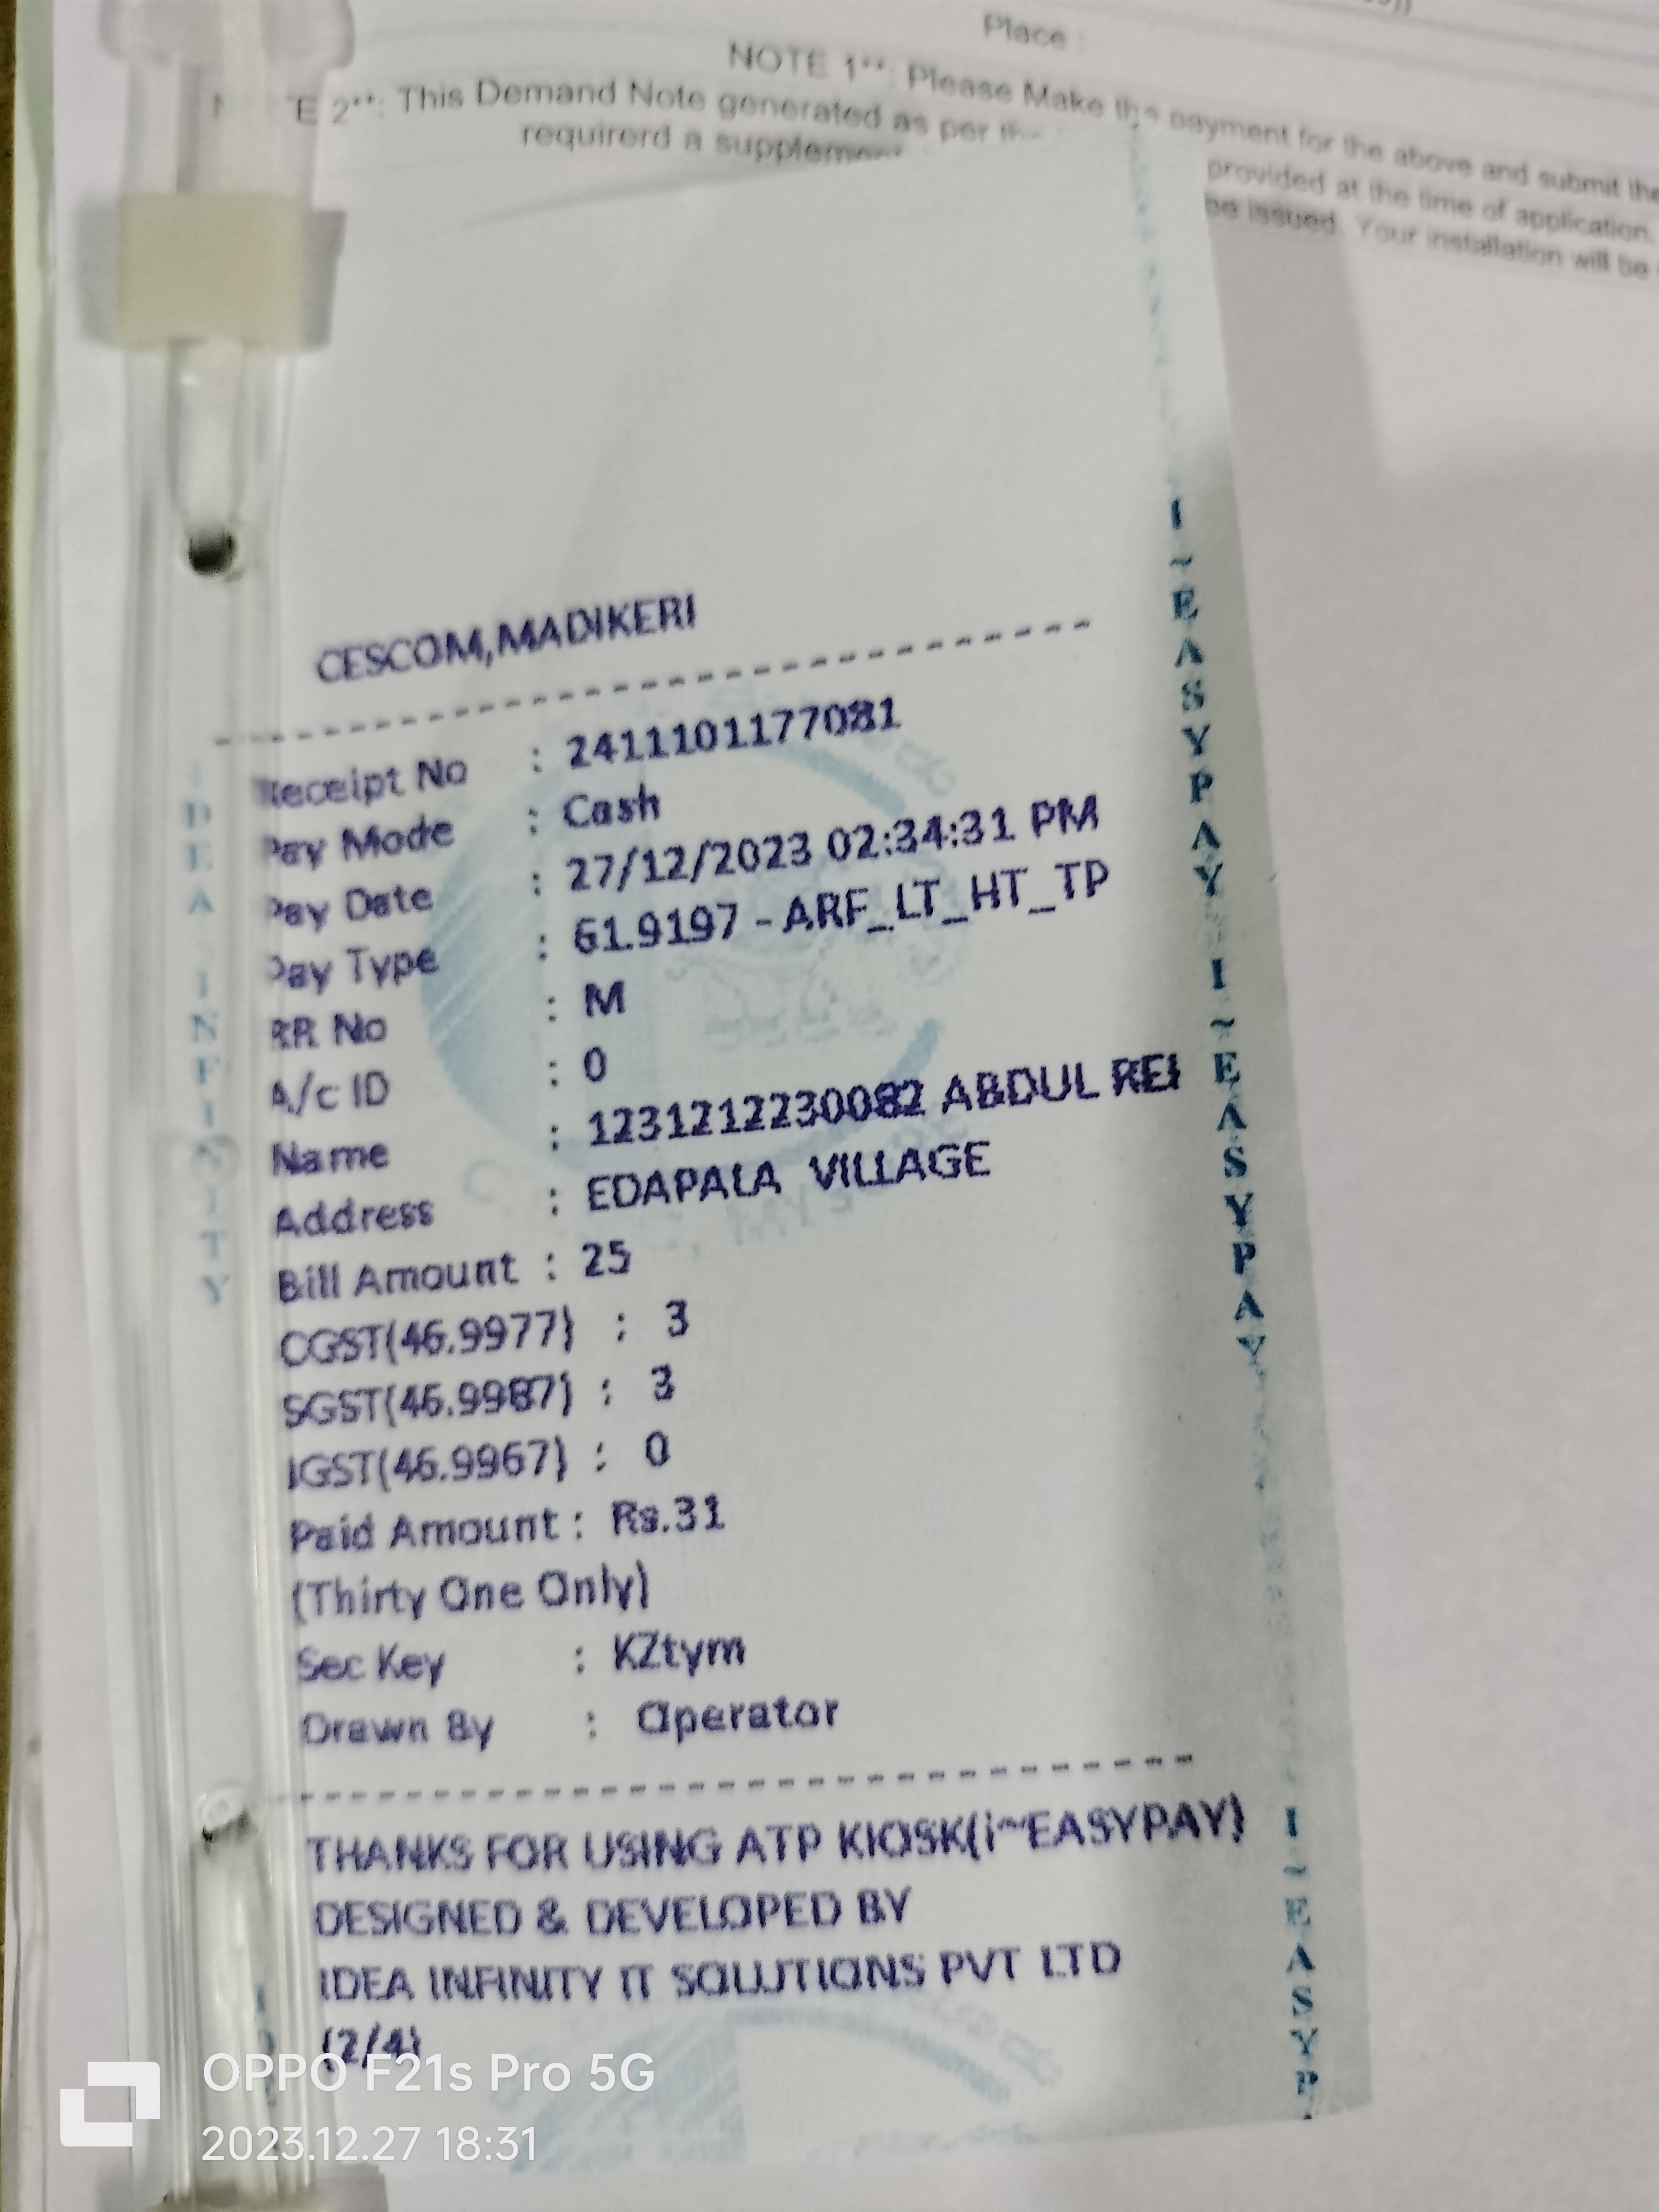 Place :
NOTE 1**: Please Make the payment for the above and submit the
E 2**: This Demand Note generated as per
provided at the time of application.
requirerd a
be issued. Your installation will be
CESCOM,MADIKERI
Receipt No : 2411101177081
Pay Mode : Cash
Pay Date : 27/12/2023 02:34:31 PM
Pay Type : 61.9197 - ARF_LT_HT_TP
RR No : M
A/c ID : 0
Name : 1231212230082 ABDUL REI
Address : EDAPALA VILLAGE
Bill Amount : 25
CGST(46.9977) : 3
SGST(46.9987) : 3
IGST(46.9967) : 0
Paid Amount : Rs.31
(Thirty One Only)
Sec Key : KZtym
Drawn By : Operator
THANKS FOR USING ATP KIOSK(i~EASYPAY)
DESIGNED & DEVELOPED BY
IDEA INFINITY IT SOLUTIONS PVT LTD
(2/4)
IDEA INFINITY
I~EASYPAY I~EASYPAY
I~EASYP
OPPO F21s Pro 5G
2023.12.27 18:31